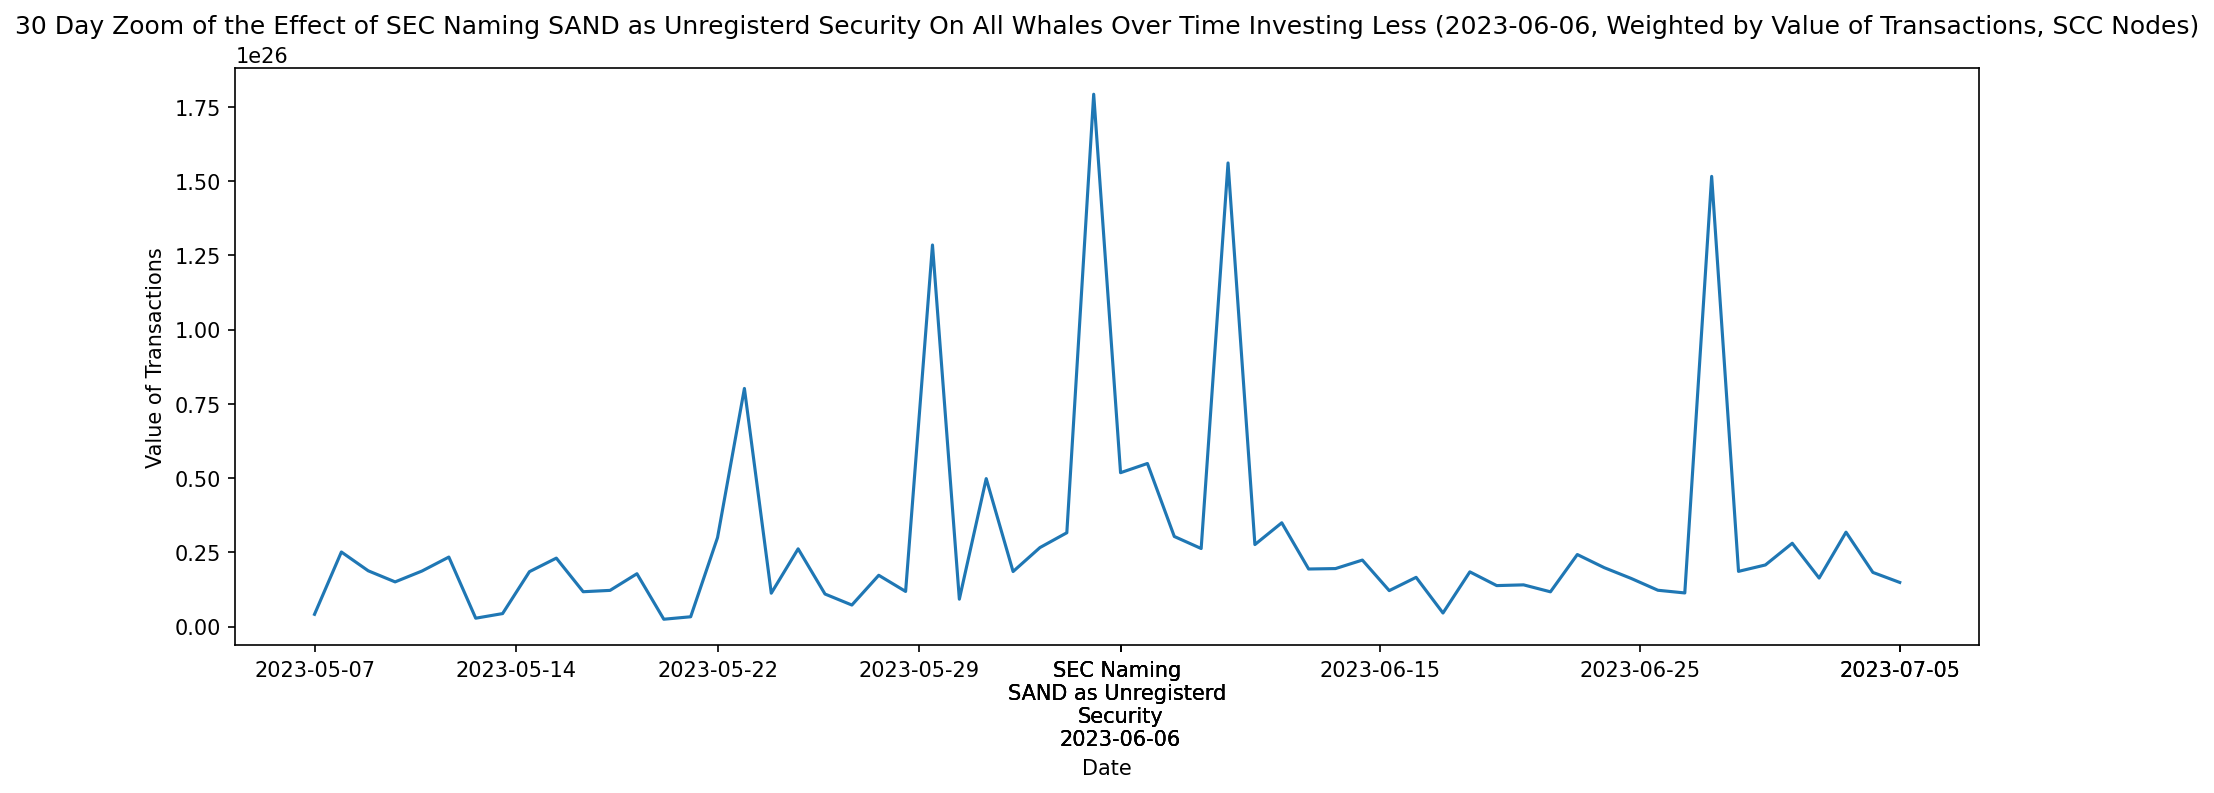 30 Day Zoom of the Effect of SEC Naming SAND as Unregisterd Security On All Whales Over Time Investing Less (2023-06-06, Weighted by Value of Transactions, SCC Nodes)
1e26
1.75
1.50
1.25
1.00
0.75
0.50
0.25
0.00
Value of Transactions
2023-05-07 2023-05-14 2023-05-22 2023-05-29 SEC Naming 2023-06-15 2023-06-25 2023-07-05
SAND as Unregisterd
Security
2023-06-06
Date